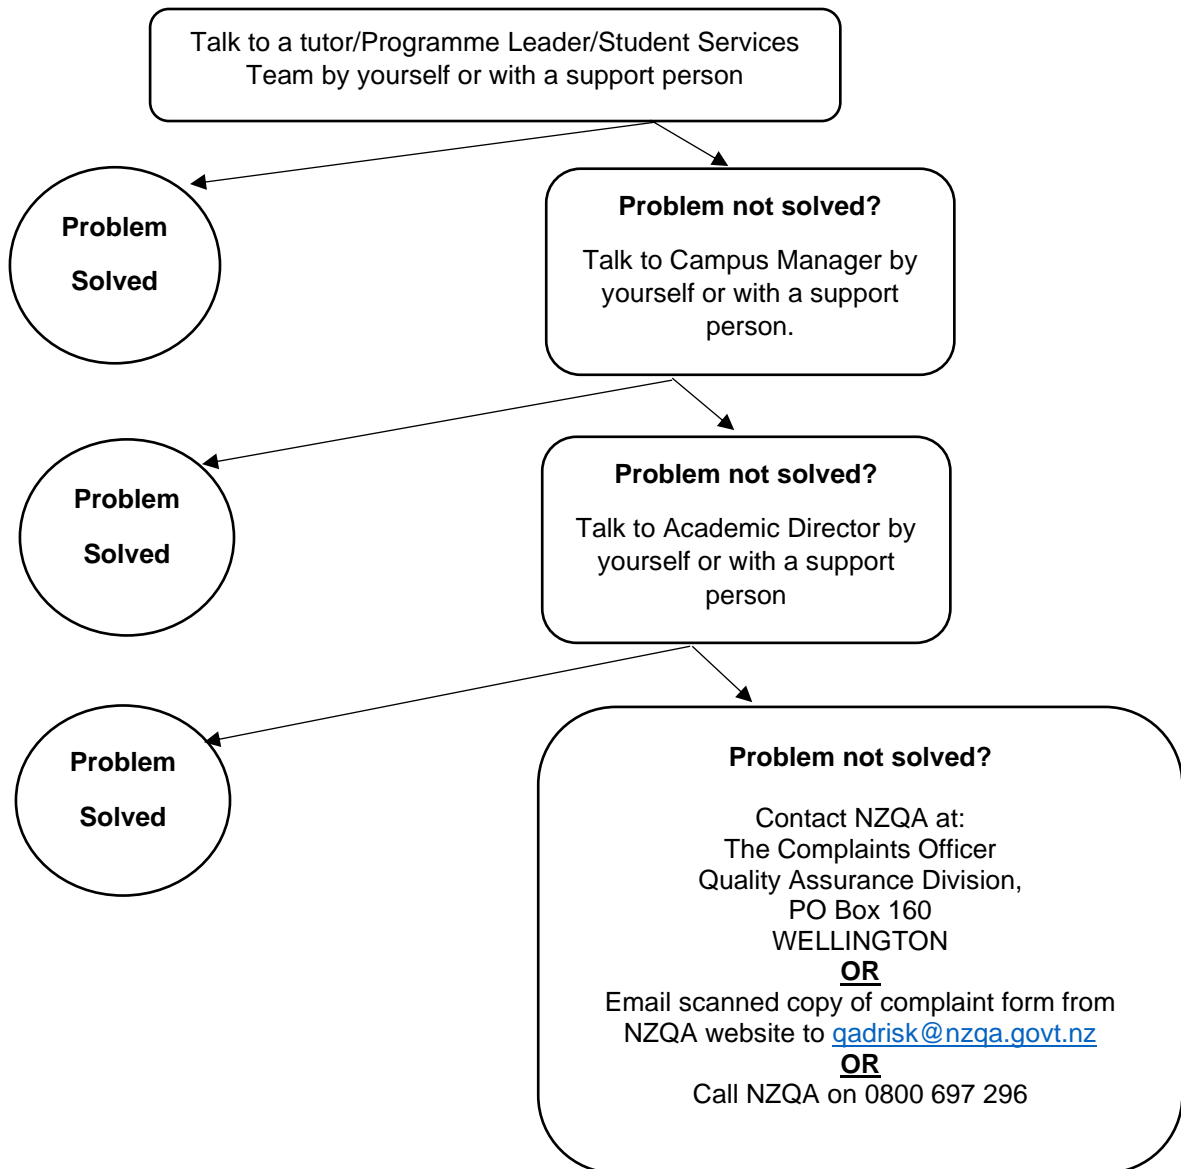 Talk to a tutor/Programme Leader/Student Services
Team by yourself or with a support person
Problem
Solved
Problem not solved?
Talk to Campus Manager by
yourself or with a support
person.
Problem
Solved
Problem not solved?
Talk to Academic Director by
yourself or with a support
person
Problem
Solved
Problem not solved?
Contact NZQA at:
The Complaints Officer
Quality Assurance Division,
PO Box 160
WELLINGTON
OR
Email scanned copy of complaint form from
NZQA website to qadrisk@nzqa.govt.nz
OR
Call NZQA on 0800 697 296